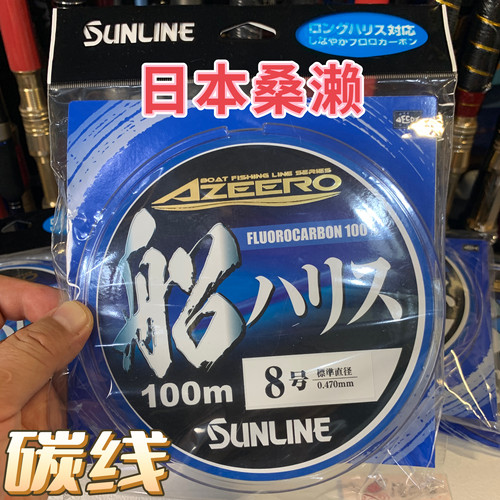 SUNLINE
ロングハリス対応
しなやかフロロカーボン
日本桑濑
BOAT FISHING LINE SERIES
AZEERO
FLUOROCARBON 100
船ハリス
100m
8号
標準直径
0.470mm
SUNLINE
碳线